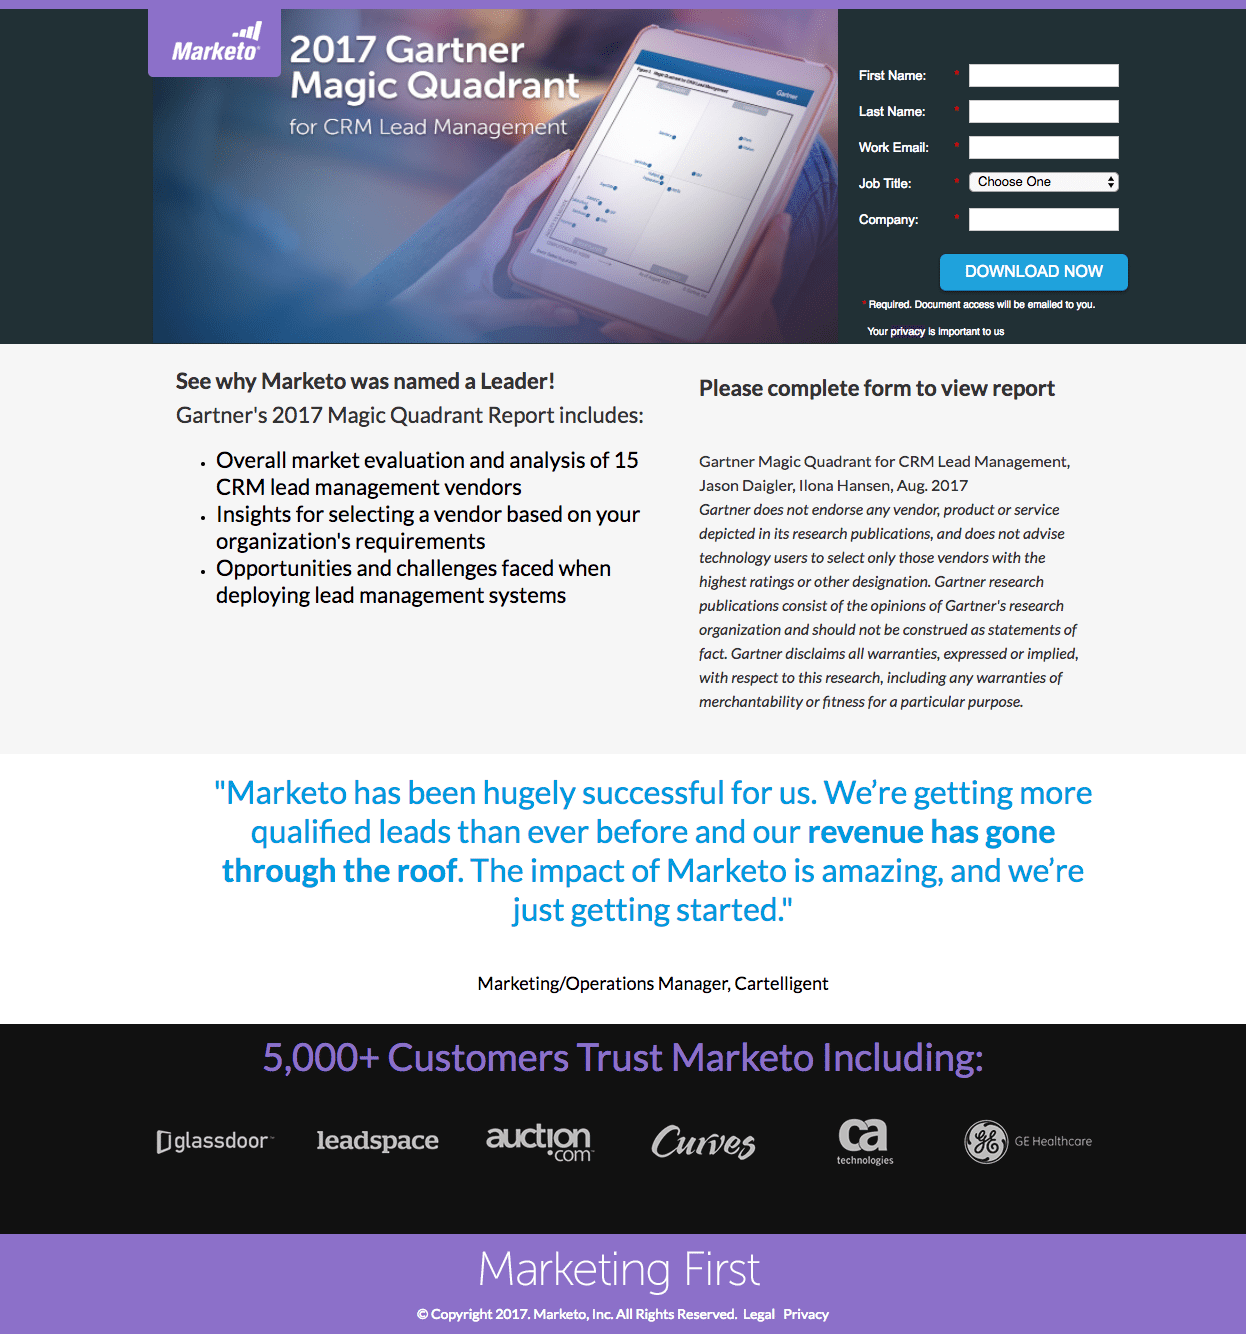 Marketo
2017 Gartner
Magic Quadrant
for CRM Lead Management
Gartner
First Name: *
Last Name: *
Work Email: *
Job Title: * Choose One
Company: *
DOWNLOAD NOW
* Required. Document access will be emailed to you.
Your privacy is important to us
See why Marketo was named a Leader!
Gartner's 2017 Magic Quadrant Report includes:
• Overall market evaluation and analysis of 15
CRM lead management vendors
• Insights for selecting a vendor based on your
organization's requirements
• Opportunities and challenges faced when
deploying lead management systems
Please complete form to view report
Gartner Magic Quadrant for CRM Lead Management,
Jason Daigler, Ilona Hansen, Aug. 2017
Gartner does not endorse any vendor, product or service
depicted in its research publications, and does not advise
technology users to select only those vendors with the
highest ratings or other designation. Gartner research
publications consist of the opinions of Gartner's research
organization and should not be construed as statements of
fact. Gartner disclaims all warranties, expressed or implied,
with respect to this research, including any warranties of
merchantability or fitness for a particular purpose.
"Marketo has been hugely successful for us. We’re getting more
qualified leads than ever before and our revenue has gone
through the roof. The impact of Marketo is amazing, and we’re
just getting started."
Marketing/Operations Manager, Cartelligent
5,000+ Customers Trust Marketo Including:
glassdoor™
leadspace
auction
.com™
Curves
ca
technologies
GE Healthcare
Marketing First
© Copyright 2017. Marketo, Inc. All Rights Reserved. Legal Privacy